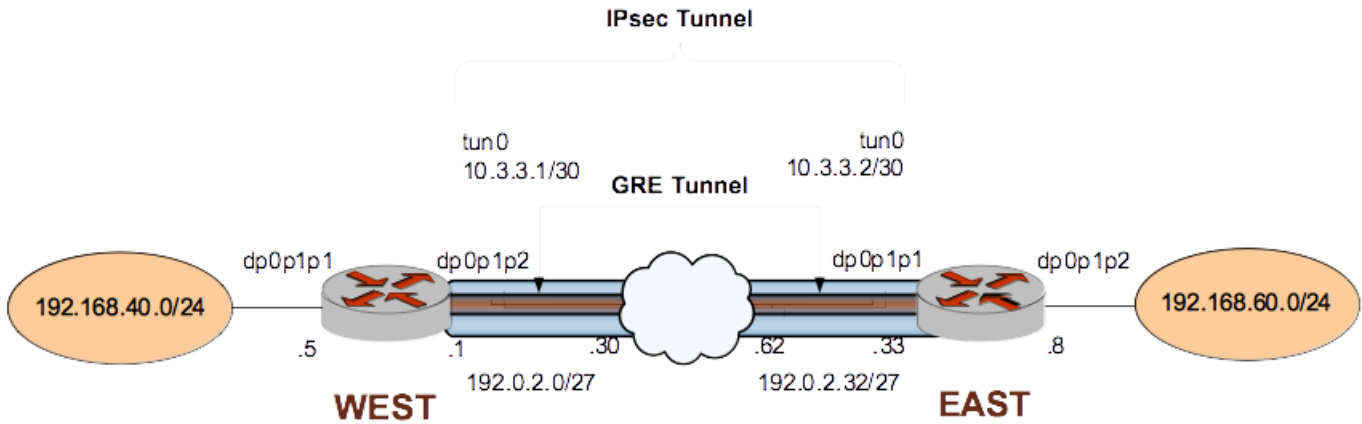 IPsec Tunnel
tun0
10.3.3.1/30
tun0
10.3.3.2/30
GRE Tunnel
dp0p1p1
dp0p1p2
dp0p1p1
dp0p1p2
192.168.40.0/24
192.168.60.0/24
.5
.1
.30
.62
.33
.8
192.0.2.0/27
192.0.2.32/27
WEST
EAST